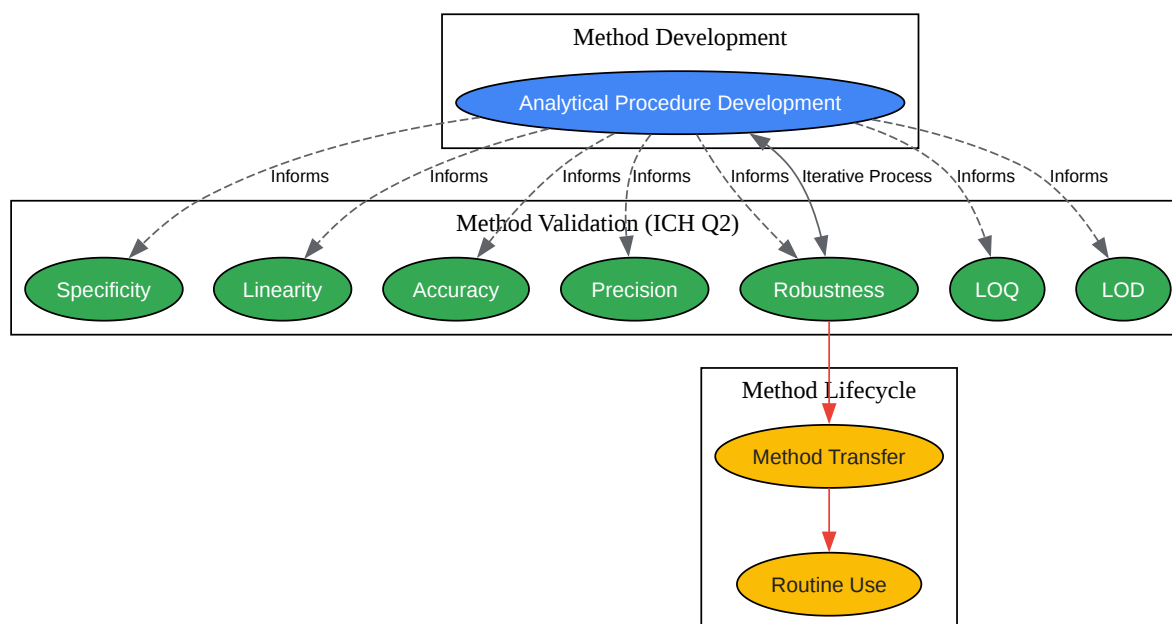 Method Development
Analytical Procedure Development
Informs
Informs
Informs
Informs
Informs
Iterative Process
Informs
Informs
Method Validation (ICH Q2)
Specificity
Linearity
Accuracy
Precision
Robustness
LOQ
LOD
Method Lifecycle
Method Transfer
Routine Use